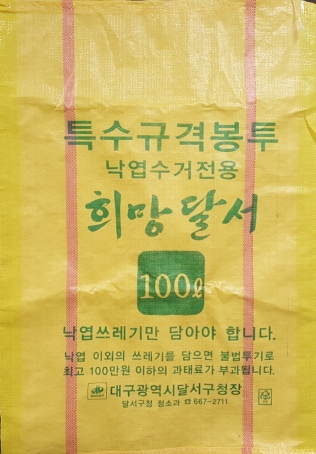 특수규격봉투
낙엽수거전용
희망달서
100ℓ
낙엽쓰레기만 담아야 합니다.
낙엽 이외의 쓰레기를 담으면 불법투기로
최고 100만원 이하의 과태료가 부과됩니다.
대구광역시달서구청장
달서구청 청소과 ☎667-2711